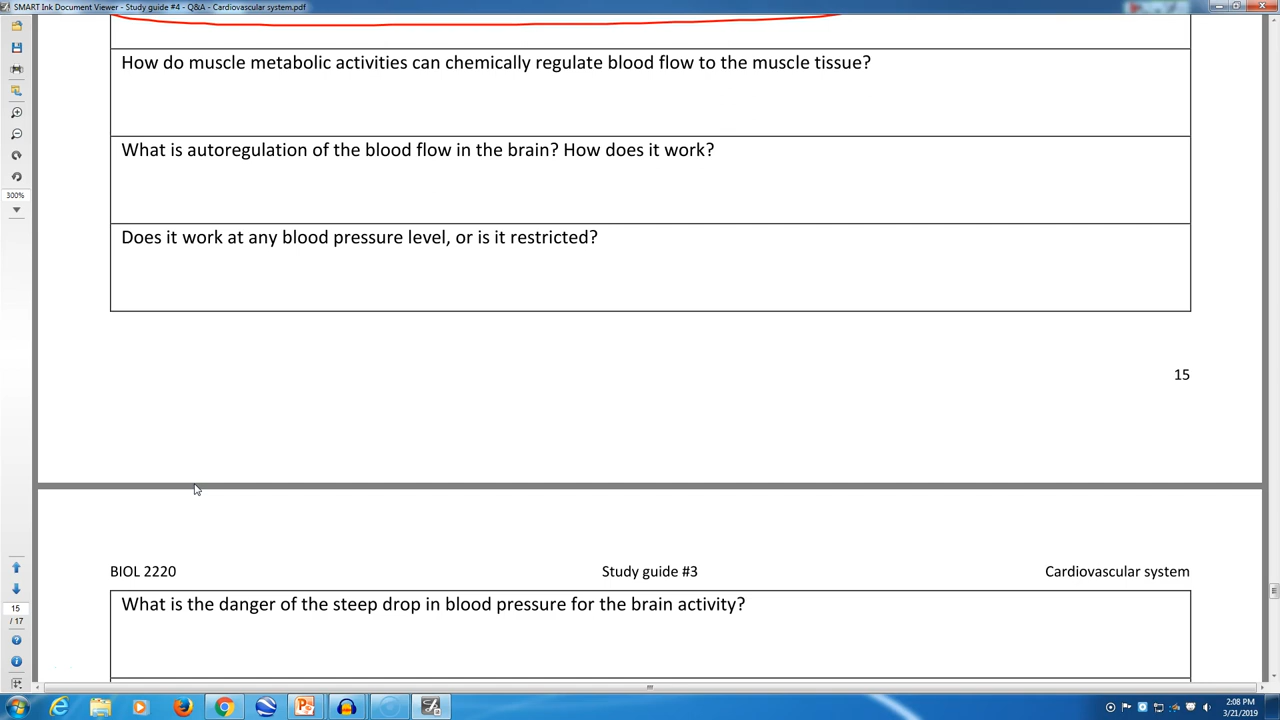 SMART Ink Document Viewer - Study guide #4 - Q&A - Cardiovascular system.pdf
How do muscle metabolic activities can chemically regulate blood flow to the muscle tissue?
What is autoregulation of the blood flow in the brain? How does it work?
300%
Does it work at any blood pressure level, or is it restricted?
15
BIOL 2220 Study guide #3 Cardiovascular system
What is the danger of the steep drop in blood pressure for the brain activity?
15
/ 17
2:08 PM
3/21/2019